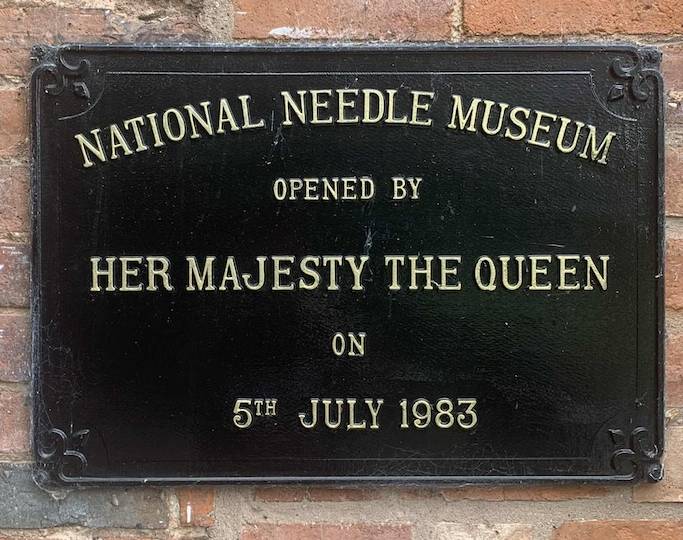 NATIONAL NEEDLE MUSEUM
OPENED BY
HER MAJESTY THE QUEEN
ON
5TH JULY 1983